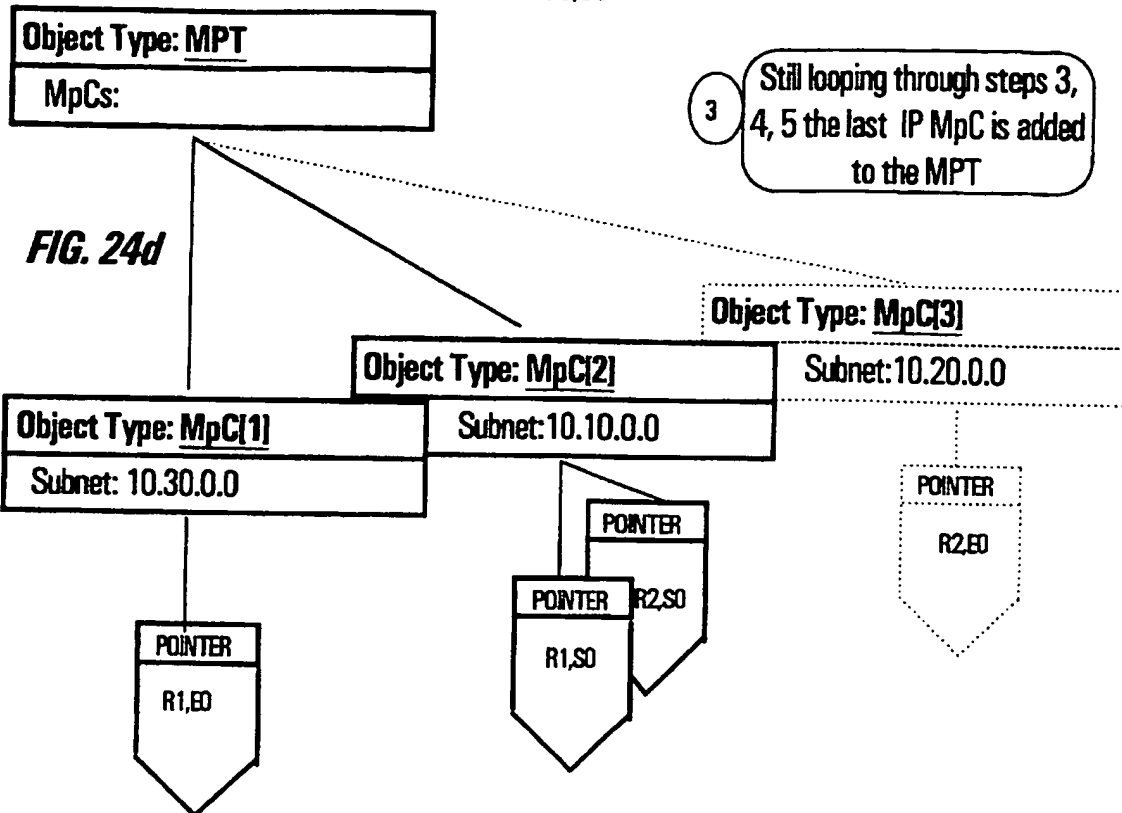 Object Type: MPT
MpCs:
3
Still looping through steps 3,
4, 5 the last IP MpC is added
to the MPT
FIG. 24d
Object Type: MpC[3]
Subnet:10.20.0.0
Object Type: MpC[2]
Subnet:10.10.0.0
Object Type: MpC[1]
Subnet: 10.30.0.0
POINTER
R2,E0
POINTER
R2,S0
POINTER
R1,S0
POINTER
R1,E0